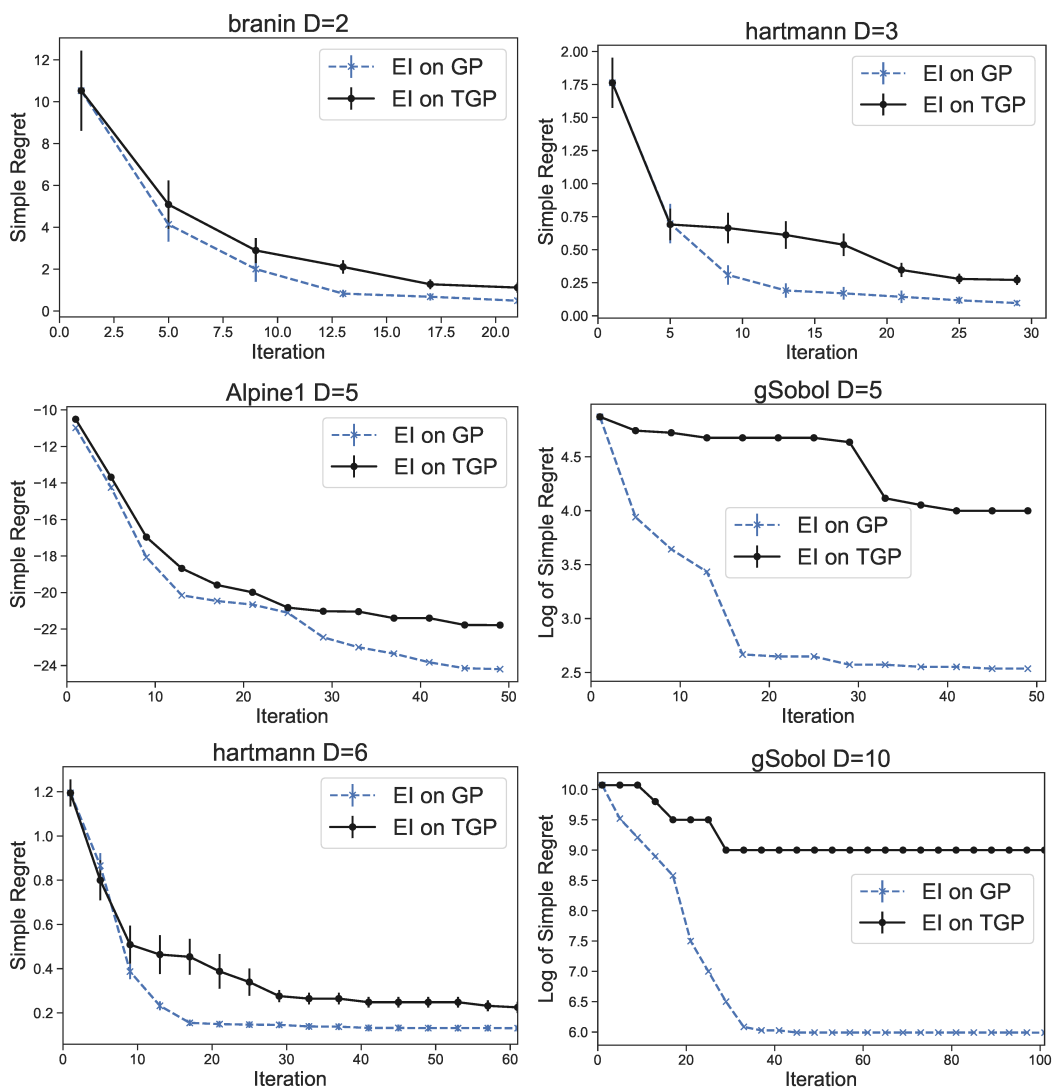 branin D=2
12
10
8
6
4
2
0
Simple Regret
EI on GP
EI on TGP
0.0 2.5 5.0 7.5 10.0 12.5 15.0 17.5 20.0
Iteration
hartmann D=3
2.00
1.75
1.50
1.25
1.00
0.75
0.50
0.25
0.00
Simple Regret
EI on GP
EI on TGP
0 5 10 15 20 25 30
Iteration
Alpine1 D=5
−10
−12
−14
−16
−18
−20
−22
−24
Simple Regret
EI on GP
EI on TGP
0 10 20 30 40 50
Iteration
gSobol D=5
4.5
4.0
3.5
3.0
2.5
Log of Simple Regret
EI on GP
EI on TGP
0 10 20 30 40 50
Iteration
hartmann D=6
1.2
1.0
0.8
0.6
0.4
0.2
Simple Regret
EI on GP
EI on TGP
0 10 20 30 40 50 60
Iteration
gSobol D=10
10.0
9.5
9.0
8.5
8.0
7.5
7.0
6.5
6.0
Log of Simple Regret
EI on GP
EI on TGP
0 20 40 60 80 100
Iteration